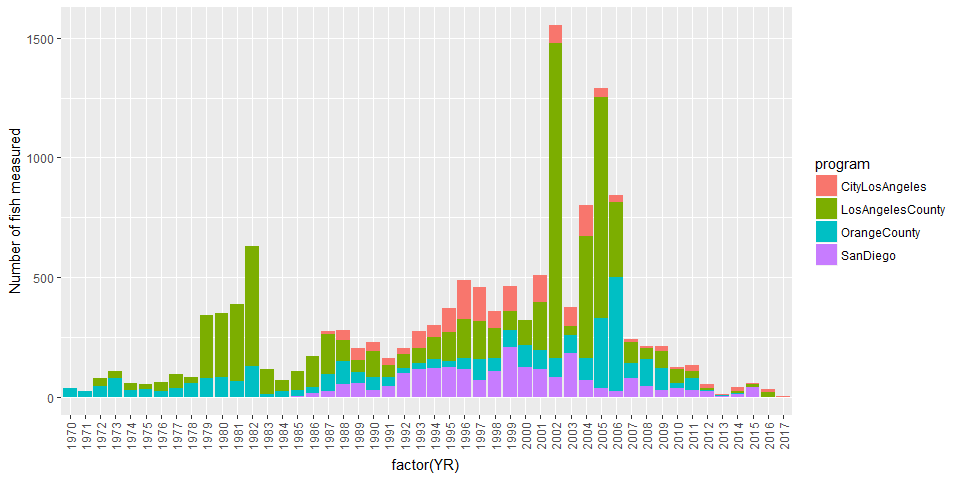 1500
1000
500
0
Number of fish measured
1970 1971 1972 1973 1974 1975 1976 1977 1978 1979 1980 1981 1982 1983 1984 1985 1986 1987 1988 1989 1990 1991 1992 1993 1994 1995 1996 1997 1998 1999 2000 2001 2002 2003 2004 2005 2006 2007 2008 2009 2010 2011 2012 2013 2014 2015 2016 2017
factor(YR)
program
CityLosAngeles
LosAngelesCounty
OrangeCounty
SanDiego